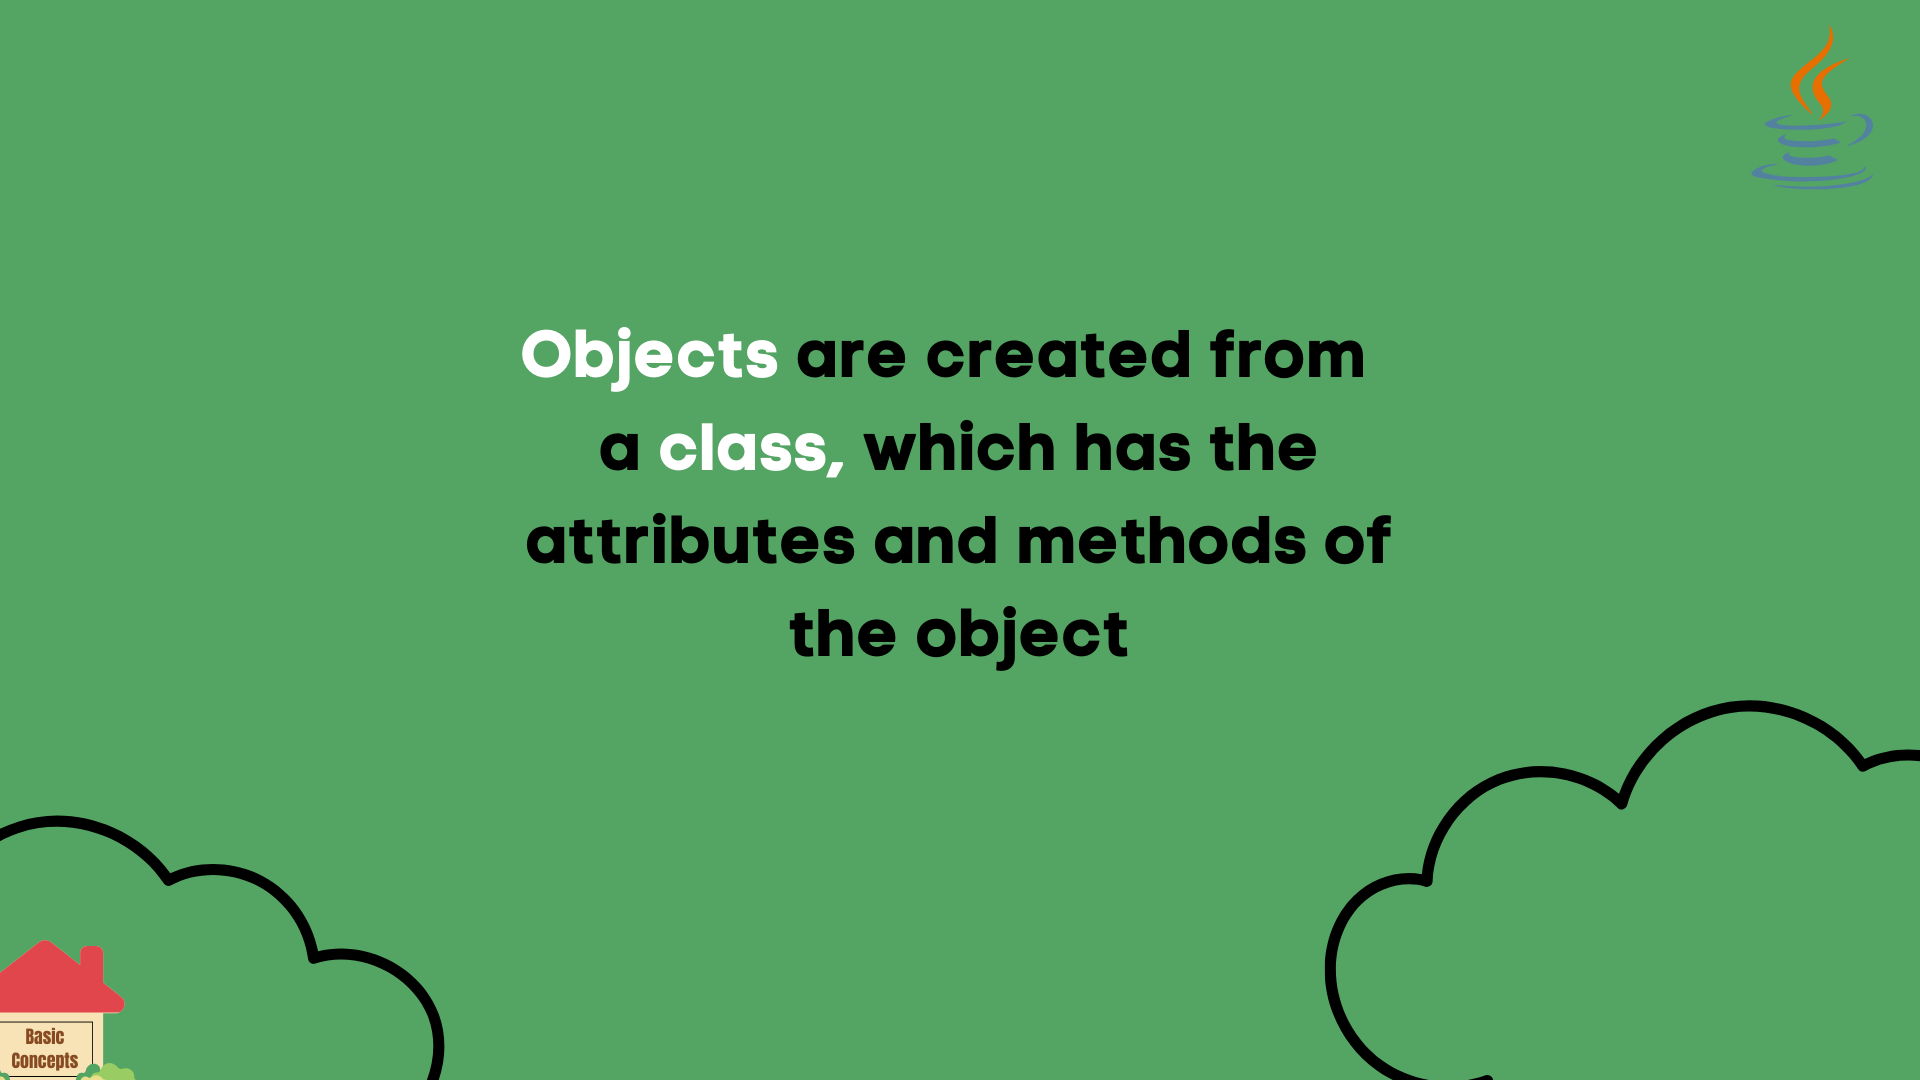 Objects are created from
a class, which has the
attributes and methods of
the object
Basic
Concepts